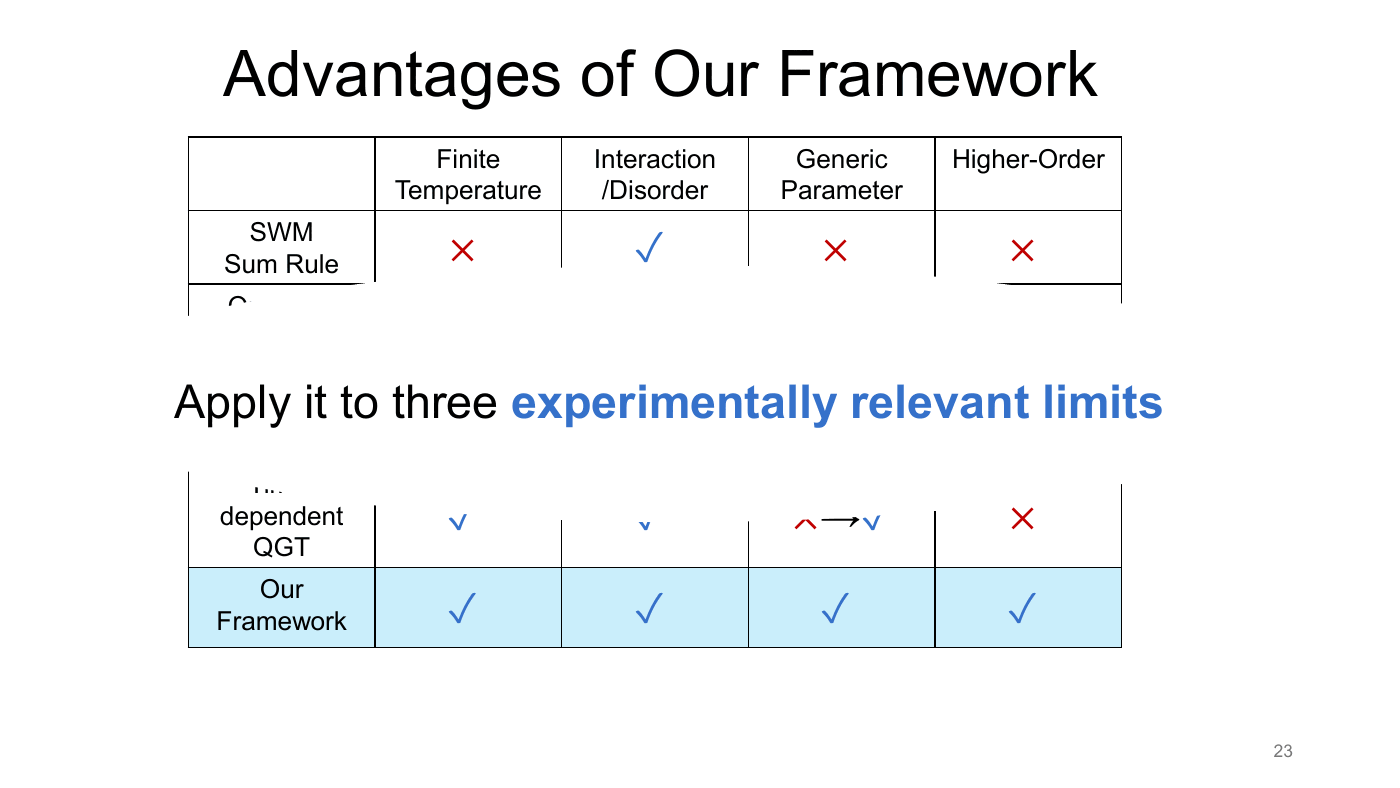 Advantages of Our Framework
Finite
Temperature
Interaction
/Disorder
Generic
Parameter
Higher-Order
SWM
Sum Rule
× ✓ × ×
Apply it to three experimentally relevant limits
dependent
QGT
✓ ✓ ×→✓ ×
Our
Framework
✓ ✓ ✓ ✓
23